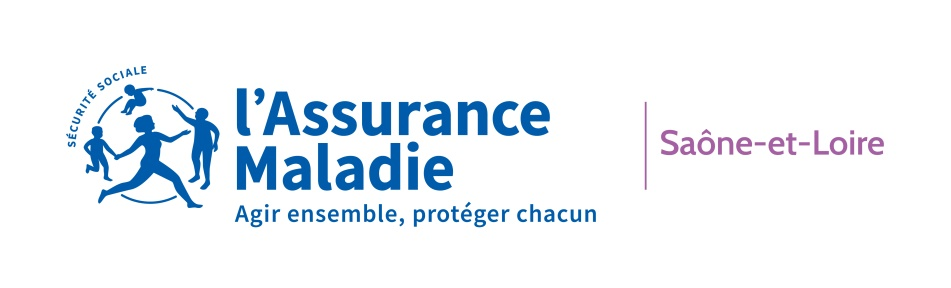 SÉCURITÉ SOCIALE
l'Assurance
Maladie
Agir ensemble, protéger chacun
Saône-et-Loire